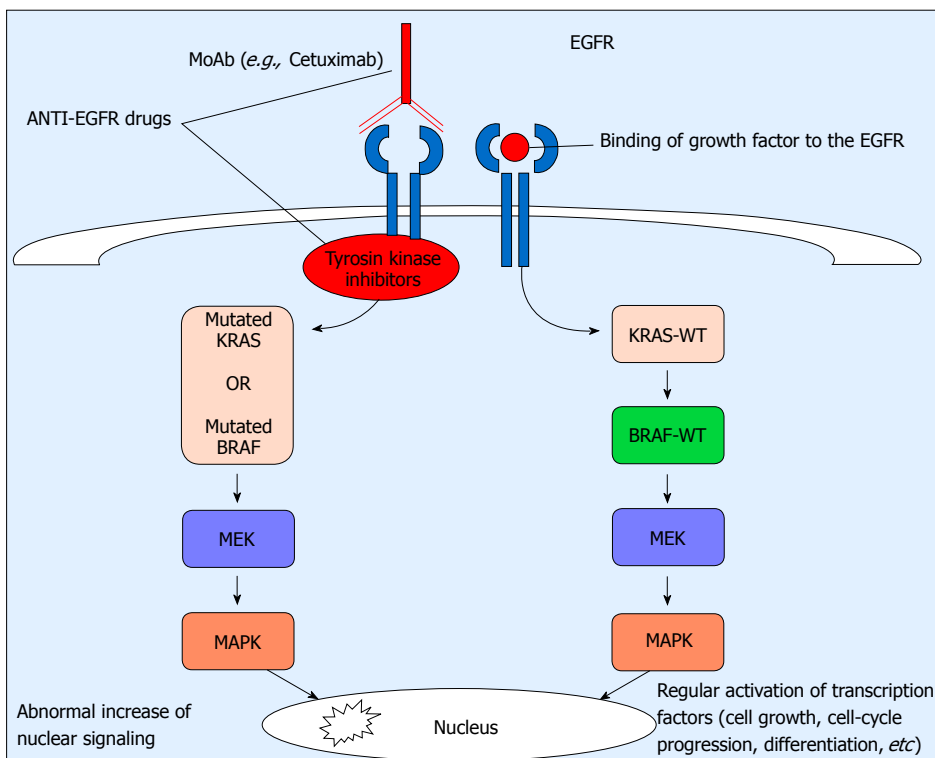 EGFR
MoAb (e.g., Cetuximab)
ANTI-EGFR drugs
Binding of growth factor to the EGFR
Tyrosin kinase
inhibitors
Mutated
KRAS
OR
Mutated
BRAF
MEK
MAPK
KRAS-WT
BRAF-WT
MEK
MAPK
Abnormal increase of
nuclear signaling
Nucleus
Regular activation of transcription
factors (cell growth, cell-cycle
progression, differentiation, etc)